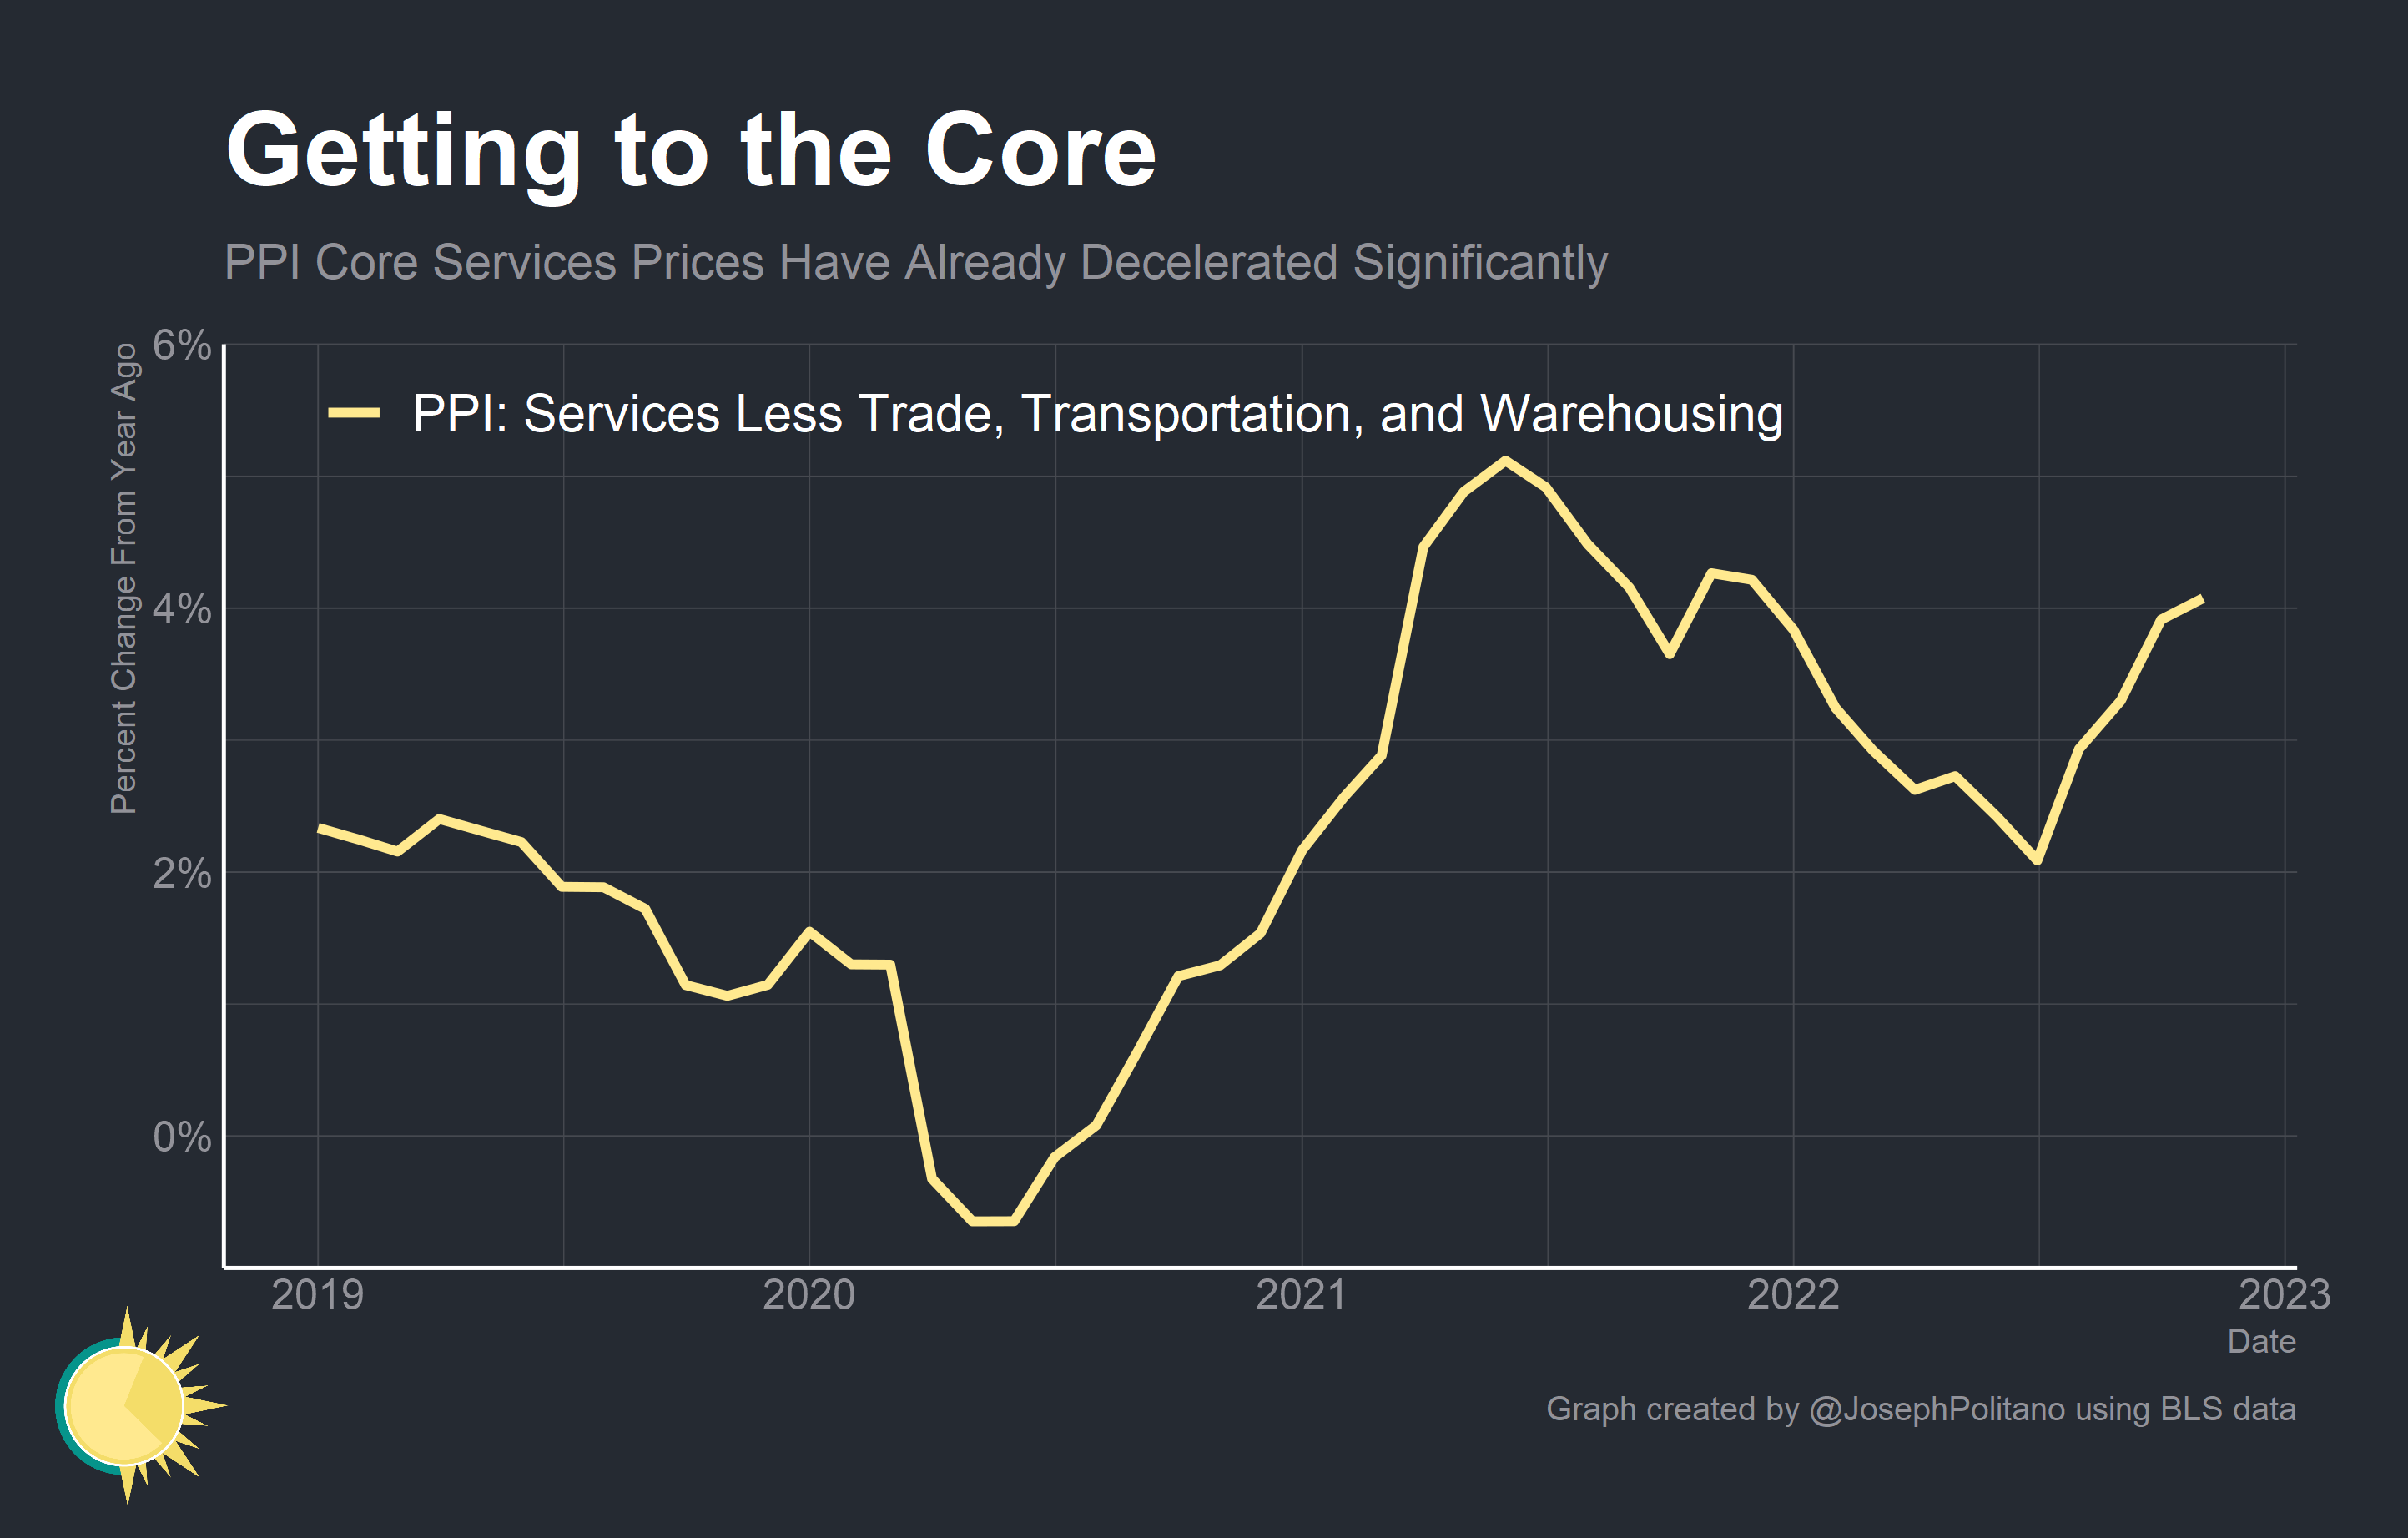 Getting to the Core
PPI Core Services Prices Have Already Decelerated Significantly
Percent Change From Year Ago
6%
4%
2%
0%
PPI: Services Less Trade, Transportation, and Warehousing
2019 2020 2021 2022 2023
Date
Graph created by @JosephPolitano using BLS data